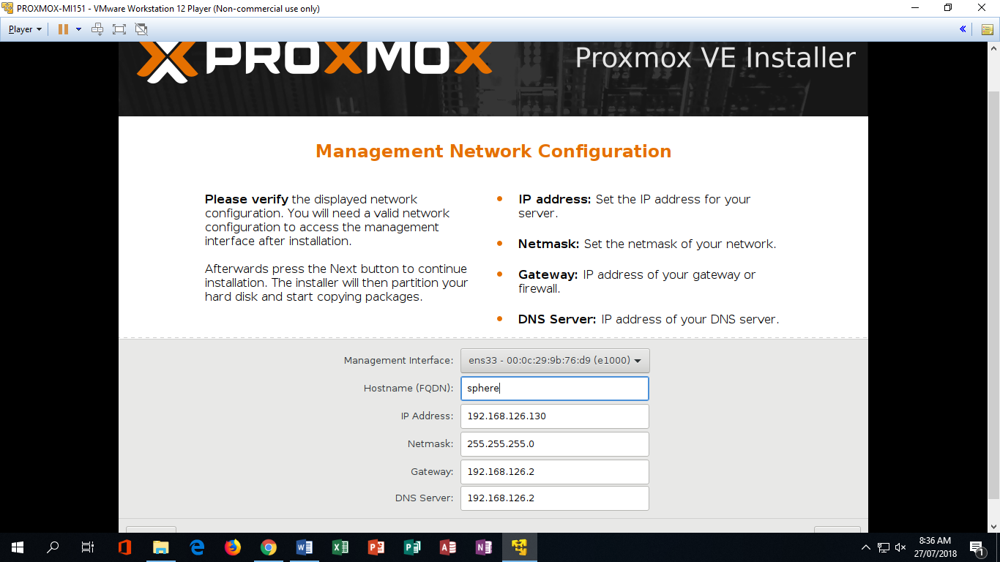 PROXMOX-MI151 - VMware Workstation 12 Player (Non-commercial use only)
Player
PROXMOX
Proxmox VE Installer
Management Network Configuration
Please verify the displayed network
configuration. You will need a valid network
configuration to access the management
interface after installation.
Afterwards press the Next button to continue
installation. The installer will then partition your
hard disk and start copying packages.
IP address: Set the IP address for your
server.
Netmask: Set the netmask of your network.
Gateway: IP address of your gateway or
firewall.
DNS Server: IP address of your DNS server.
Management Interface: ens33 - 00:0c:29:9b:76:d9 (e1000)
Hostname (FQDN): sphere
IP Address: 192.168.126.130
Netmask: 255.255.255.0
Gateway: 192.168.126.2
DNS Server: 192.168.126.2
8:36 AM
27/07/2018
1